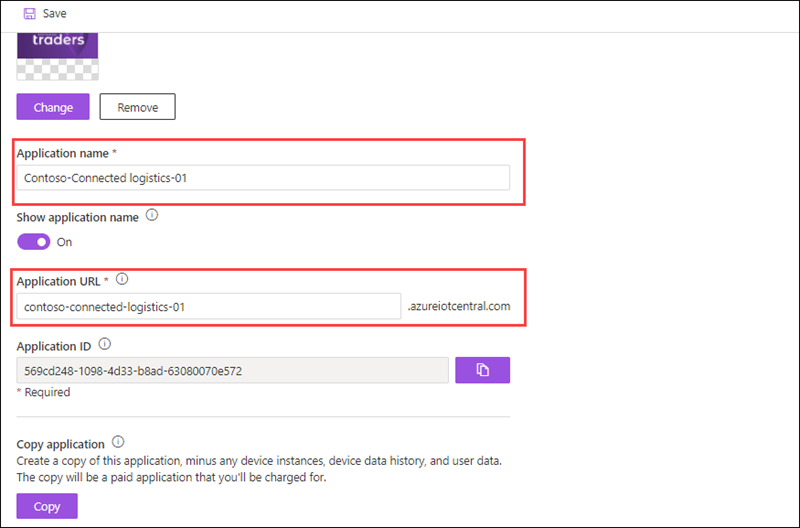 Save
traders
Change Remove
Application name *
Contoso-Connected logistics-01
Show application name
On
Application URL *
contoso-connected-logistics-01 .azureiotcentral.com
Application ID
569cd248-1098-4d33-b8ad-63080070e572
* Required
Copy application
Create a copy of this application, minus any device instances, device data history, and user data.
The copy will be a paid application that you'll be charged for.
Copy